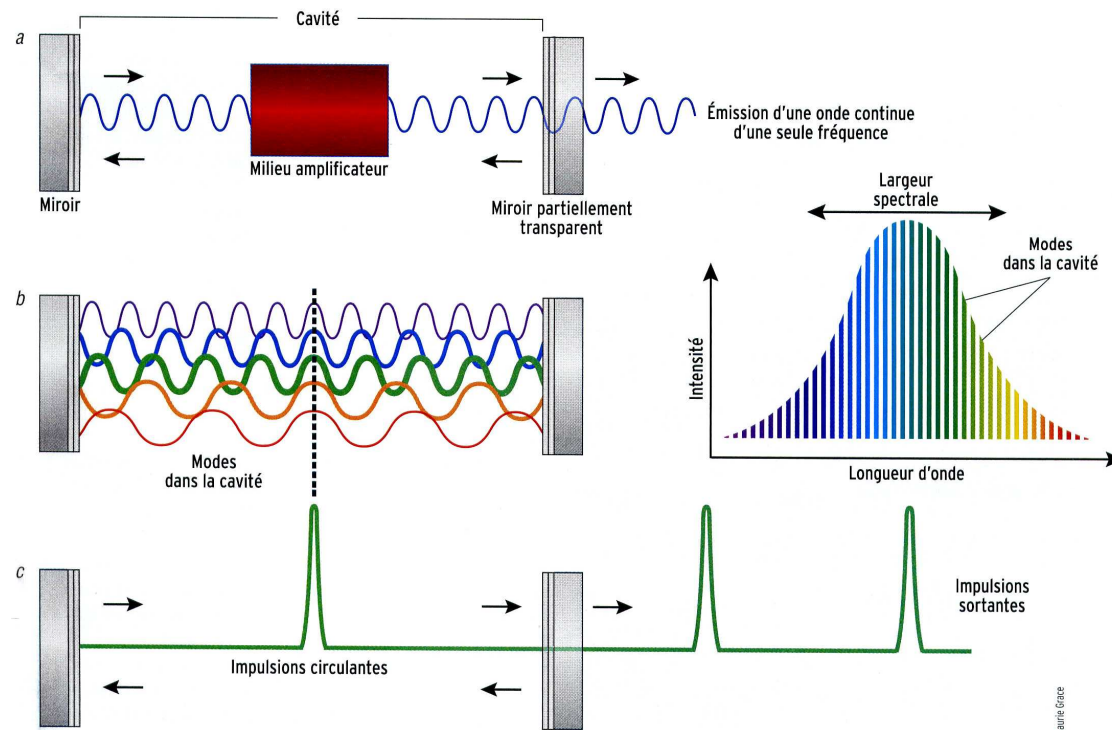 Cavité
a
Émission d'une onde continue
d'une seule fréquence
Milieu amplificateur
Miroir
Miroir partiellement
transparent
Largeur
spectrale
Modes
dans la cavité
b
Intensité
Modes
dans la cavité
Longueur d'onde
c
Impulsions
sortantes
Impulsions circulantes
aurie Grace